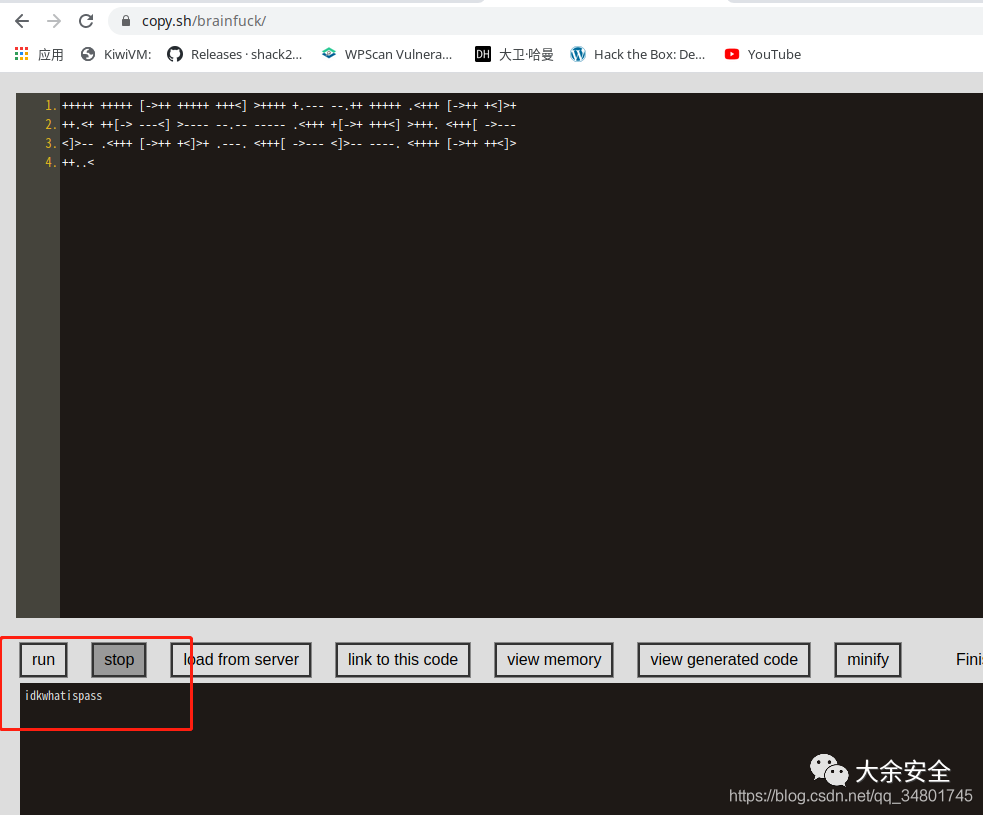 copy.sh/brainfuck/
应用 KiwiVM: Releases · shack2... WPScan Vulnera... DH 大卫·哈曼 Hack the Box: De... YouTube
1. +++++ +++++ [->++ +++++ +++<] >++++ +.--- --.++ +++++ .<+++ [->++ +<]>+
2. ++.<+ ++[-> ---<] >---- --.-- ----- .<+++ +[->+ +++<] >+++. <+++[ ->---
3. <]>-- .<+++ [->++ +<]>+ .---. <+++[ ->--- <]>-- ----. <++++ [->++ ++<]>
4. ++..<
run stop load from server link to this code view memory view generated code minify Finis
idkwhatispass
大余安全
https://blog.csdn.net/qq_34801745